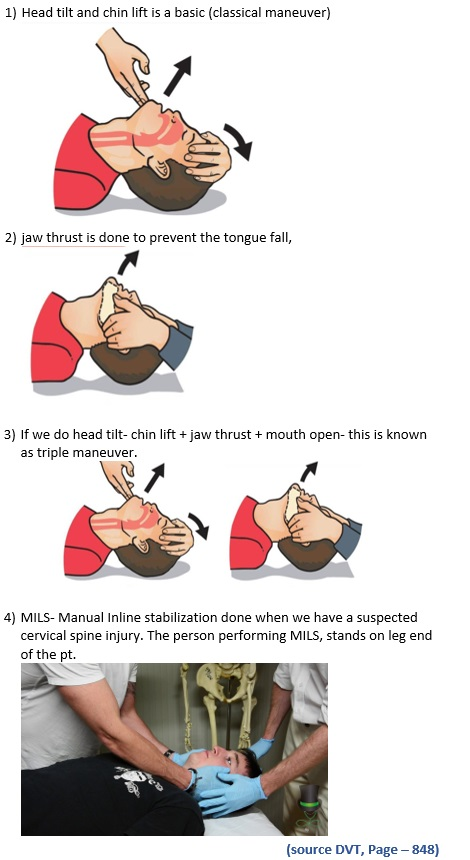 1) Head tilt and chin lift is a basic (classical maneuver)
2) jaw thrust is done to prevent the tongue fall,
3) If we do head tilt- chin lift + jaw thrust + mouth open- this is known
as triple maneuver.
4) MILS- Manual Inline stabilization done when we have a suspected
cervical spine injury. The person performing MILS, stands on leg end
of the pt.
(source DVT, Page – 848)